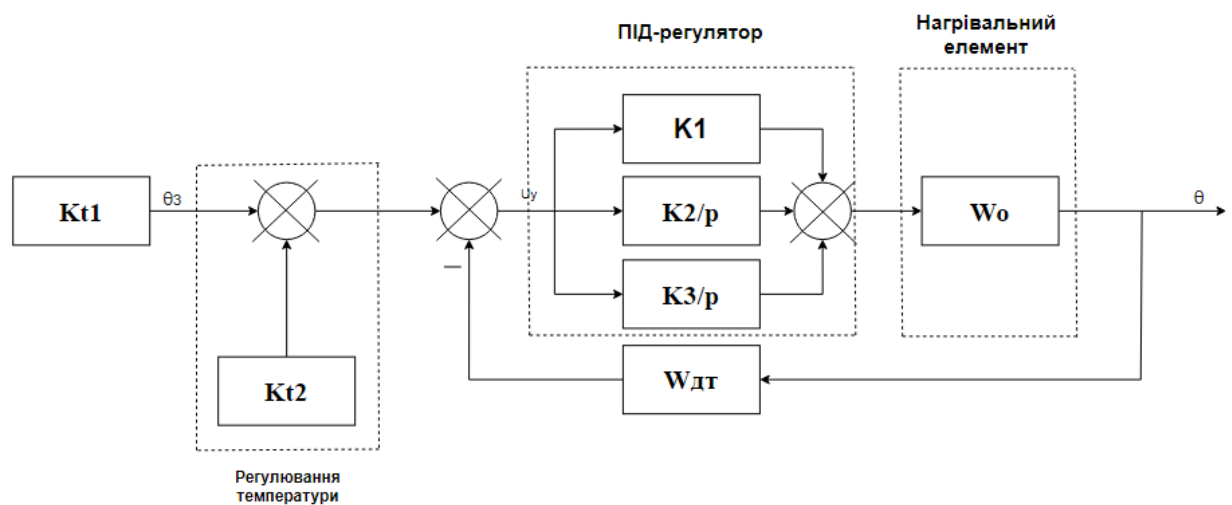 ПІД-регулятор
Нагрівальний
елемент
K1
Kt1
θз
Uу
K2/p
Wo
θ
K3/p
Kt2
Wдт
Регулювання
температури